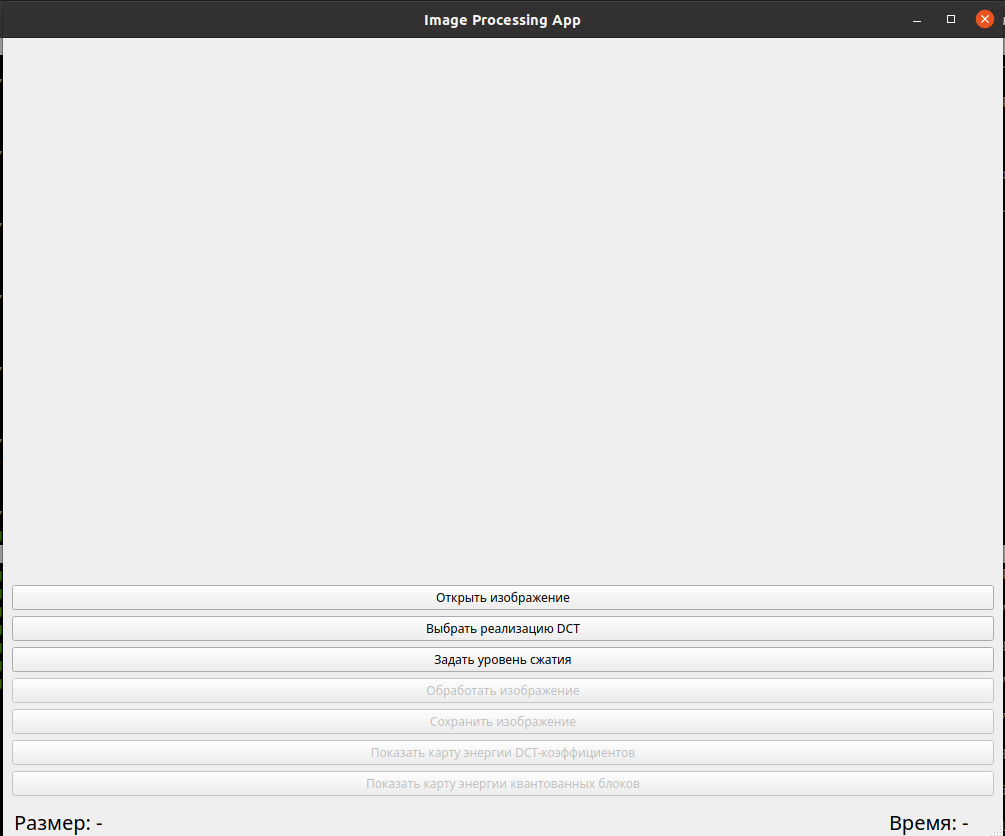 Image Processing App
Открыть изображение
Выбрать реализацию DCT
Задать уровень сжатия
Обработать изображение
Сохранить изображение
Показать карту энергии DCT-коэффициентов
Показать карту энергии квантованных блоков
Размер: - Время: -